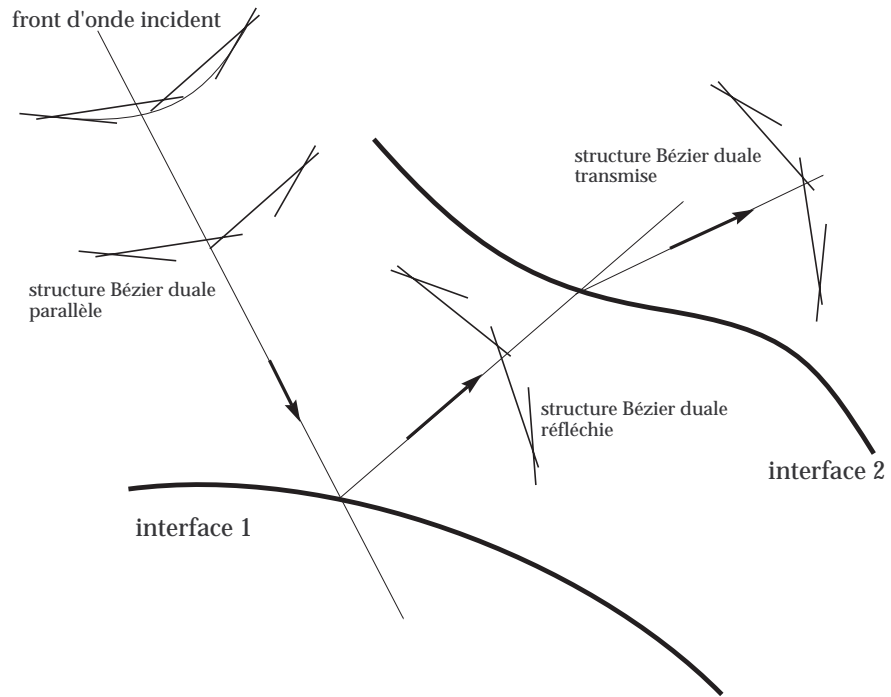 front d'onde incident
structure Bézier duale
transmise
structure Bézier duale
parallèle
structure Bézier duale
réfléchie
interface 2
interface 1